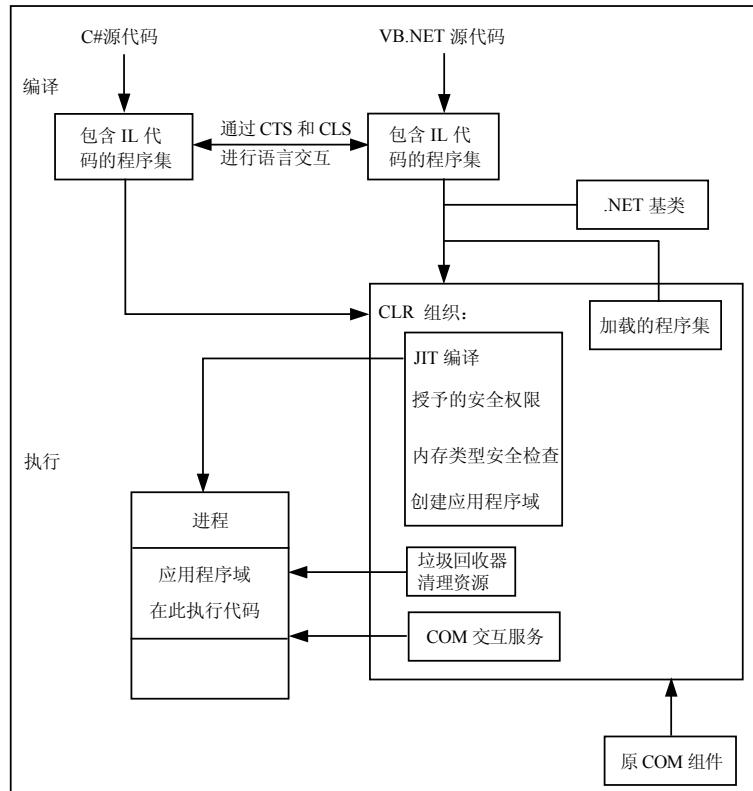 C#源代码
VB.NET 源代码
编译
包含 IL 代
码的程序集
通过 CTS 和 CLS
进行语言交互
包含 IL 代
码的程序集
.NET 基类
CLR 组织：
加载的程序集
JIT 编译
授予的安全权限
内存类型安全检查
创建应用程序域
执行
进程
应用程序域
在此执行代码
垃圾回收器
清理资源
COM 交互服务
原 COM 组件